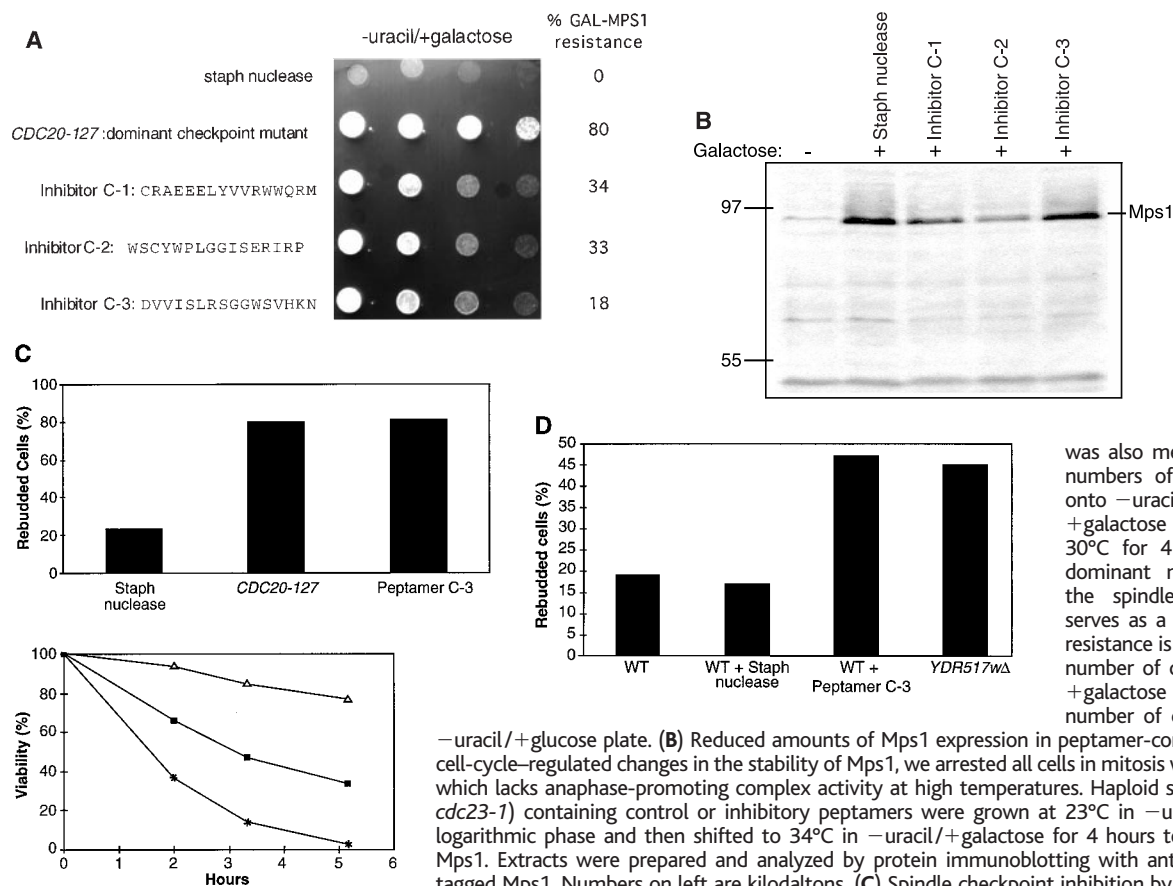 A
-uracil/+galactose
% GAL-MPS1
resistance
staph nuclease
0
CDC20-127 :dominant checkpoint mutant
80
Inhibitor C-1: CRAEEELYVVRWWQRM
34
Inhibitor C-2: WSCYWPLGGISERIRP
33
Inhibitor C-3: DVVISLRSGGWSVHKN
18
B
Galactose:
-
+ Staph nuclease
+ Inhibitor C-1
+ Inhibitor C-2
+ Inhibitor C-3
97
Mps1
55
C
Rebudded Cells (%)
100
80
60
40
20
0
Staph
nuclease
CDC20-127
Peptamer C-3
Viability (%)
100
80
60
40
20
0
0 1 2 3 4 5 6
Hours
D
Rebudded cells (%)
50
45
40
35
30
25
20
15
10
5
0
WT
WT + Staph
nuclease
WT +
Peptamer C-3
YDR517wΔ
was also me
numbers of
onto −uracil
+galactose
30°C for 4
dominant n
the spindle
serves as a
resistance is
number of c
+galactose
number of c
−uracil/+glucose plate. (B) Reduced amounts of Mps1 expression in peptamer-con
cell-cycle–regulated changes in the stability of Mps1, we arrested all cells in mitosis w
which lacks anaphase-promoting complex activity at high temperatures. Haploid s
cdc23-1) containing control or inhibitory peptamers were grown at 23°C in −u
logarithmic phase and then shifted to 34°C in −uracil/+galactose for 4 hours to
Mps1. Extracts were prepared and analyzed by protein immunoblotting with ant
tagged Mps1. Numbers on left are kilodaltons. (C) Spindle checkpoint inhibition by